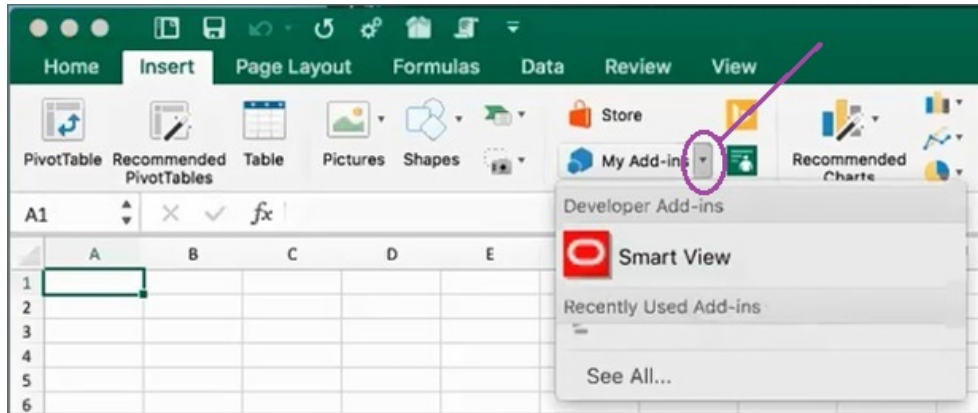 Home Insert Page Layout Formulas Data Review View
PivotTable
Recommended
PivotTables
Table
Pictures
Shapes
Store
My Add-ins
Recommended
Charts
A1 fx
Developer Add-ins
Smart View
Recently Used Add-ins
See All...
A B C D E
1
2
3
4
5
6